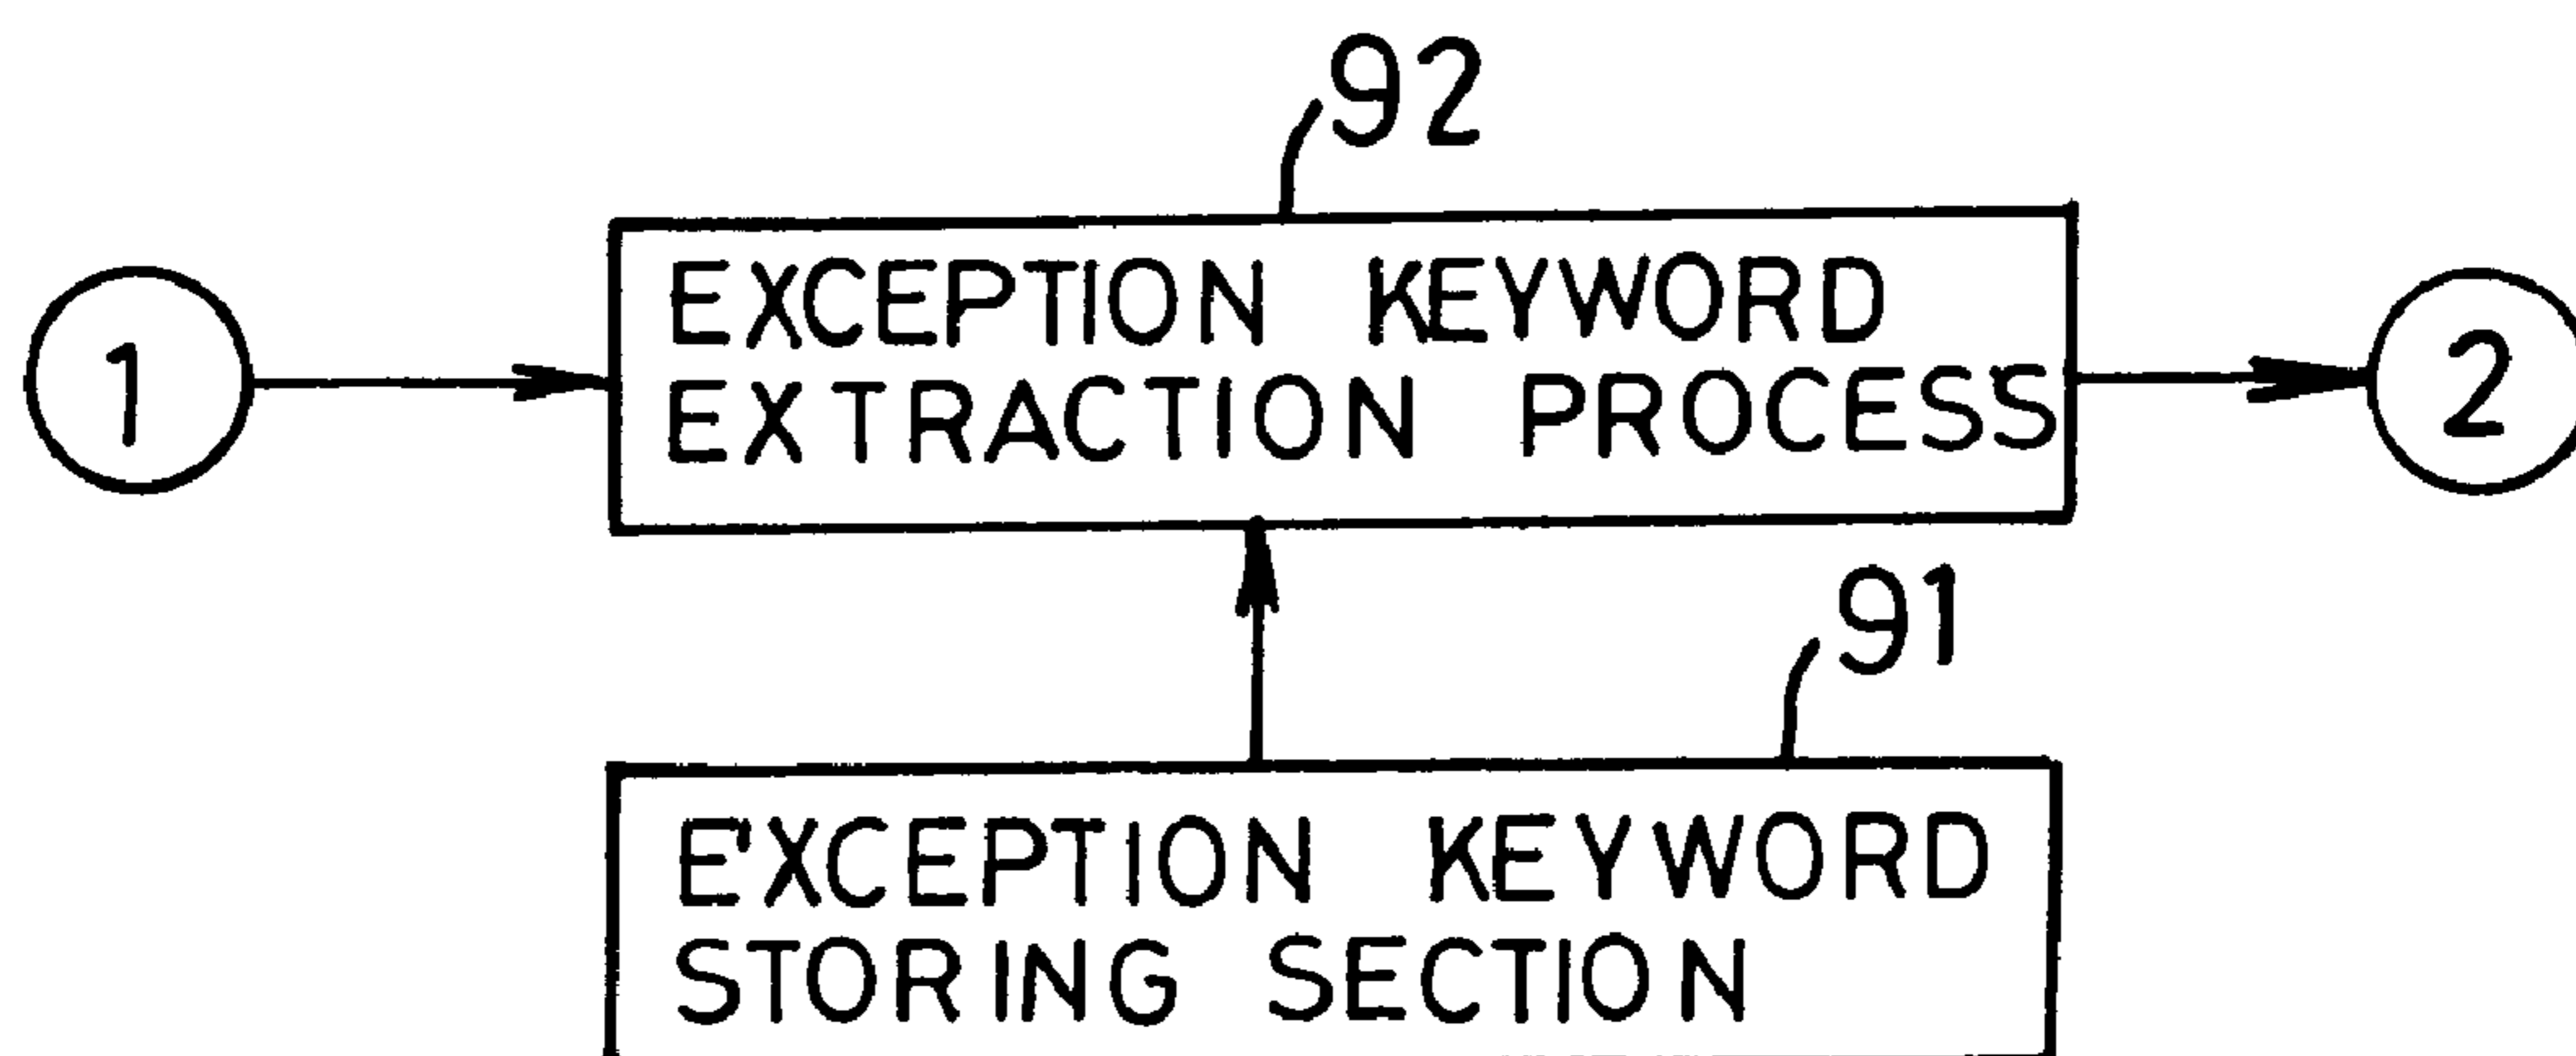 92
1
EXCEPTION KEYWORD
EXTRACTION PROCESS
2
91
EXCEPTION KEYWORD
STORING SECTION